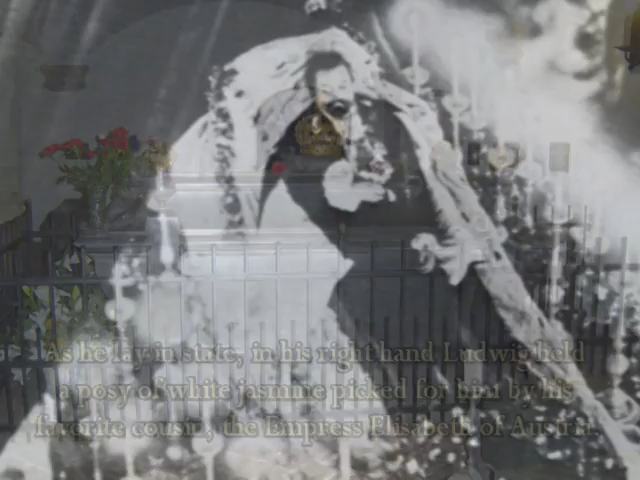 As he lay in state, in his right hand Ludwig held
a posy of white jasmine picked for him by his
favorite cousin, the Empress Elisabeth of Austria.